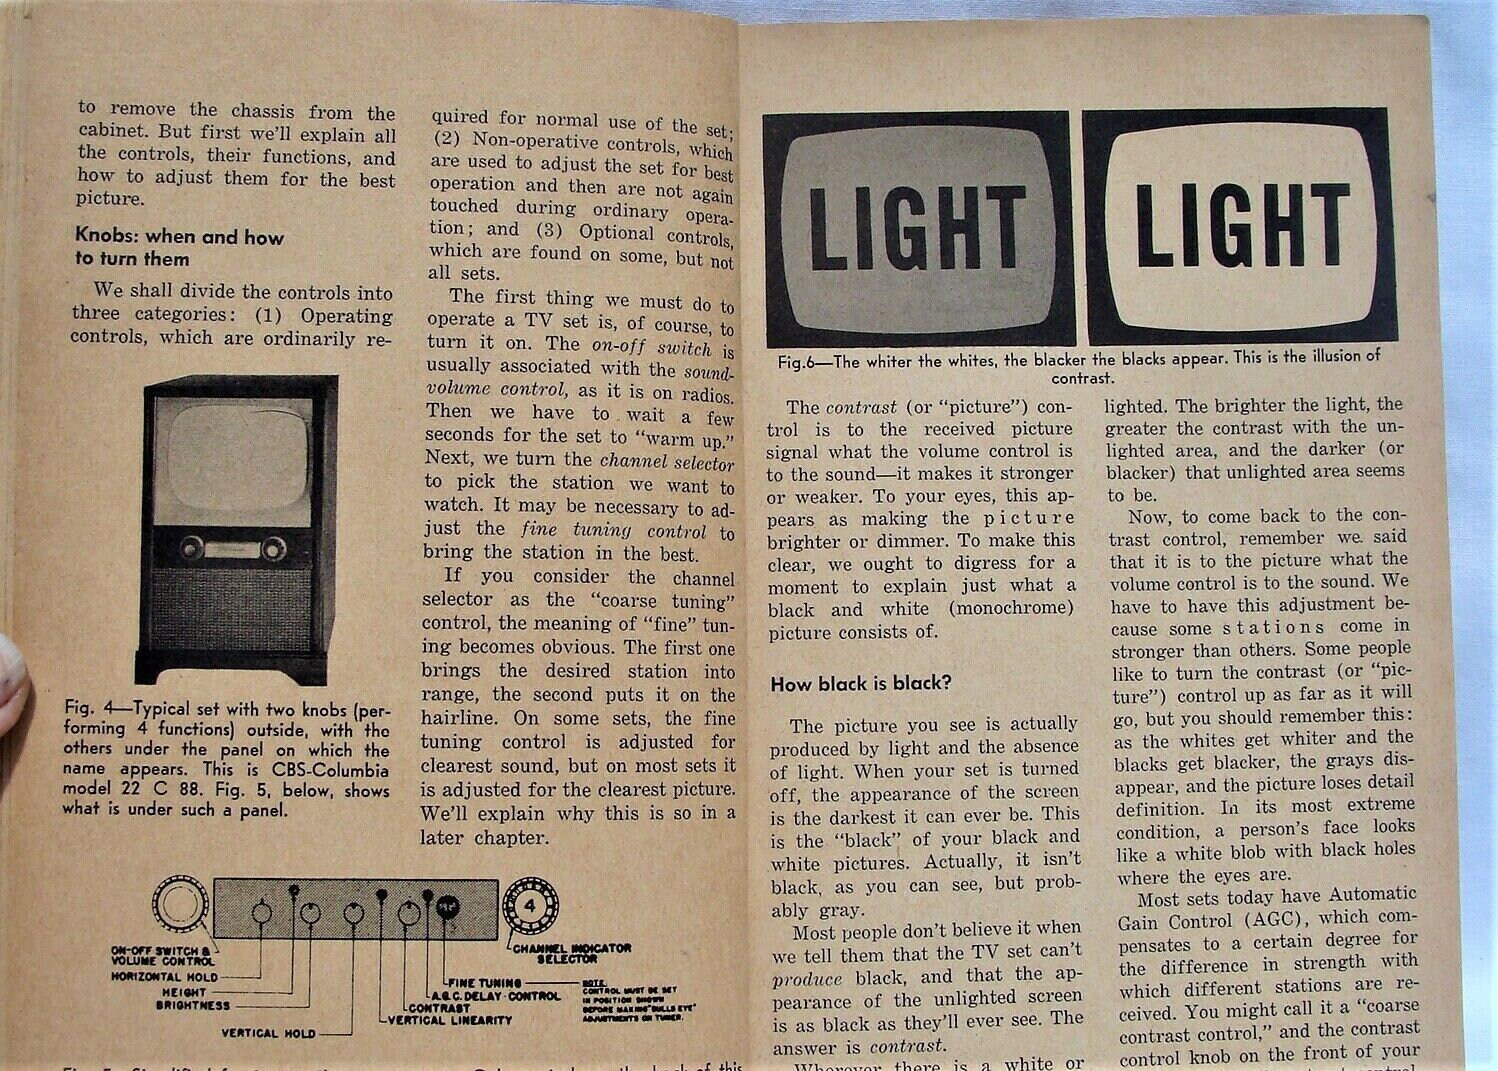 to remove the chassis from the
cabinet. But first we'll explain all
the controls, their functions, and
how to adjust them for the best
picture.
Knobs: when and how
to turn them
We shall divide the controls into
three categories: (1) Operating
controls, which are ordinarily re-
Fig. 4—Typical set with two knobs (per-
forming 4 functions) outside, with the
others under the panel on which the
name appears. This is CBS-Columbia
model 22 C 88. Fig. 5, below, shows
what is under such a panel.
quired for normal use of the set;
(2) Non-operative controls, which
are used to adjust the set for best
operation and then are not again
touched during ordinary opera-
tion; and (3) Optional controls,
which are found on some, but not
all sets.
The first thing we must do to
operate a TV set is, of course, to
turn it on. The on-off switch is
usually associated with the sound-
volume control, as it is on radios.
Then we have to wait a few
seconds for the set to "warm up."
Next, we turn the channel selector
to pick the station we want to
watch. It may be necessary to ad-
just the fine tuning control to
bring the station in the best.
If you consider the channel
selector as the "coarse tuning"
control, the meaning of "fine" tun-
ing becomes obvious. The first one
brings the desired station into
range, the second puts it on the
hairline. On some sets, the fine
tuning control is adjusted for
clearest sound, but on most sets it
is adjusted for the clearest picture.
We'll explain why this is so in a
later chapter.
4
ON-OFF SWITCH &
VOLUME CONTROL
HORIZONTAL HOLD
HEIGHT
BRIGHTNESS
VERTICAL HOLD
CHANNEL INDICATOR
SELECTOR
FINE TUNING
A.G.C. DELAY CONTROL
CONTRAST
VERTICAL LINEARITY
NOTE
CONTROL MUST BE SET
IN POSITION SHOWN
BEFORE MAKING "BULLS EYE"
ADJUSTMENTS ON TUNER.
LIGHT
LIGHT
Fig.6—The whiter the whites, the blacker the blacks appear. This is the illusion of
contrast.
The contrast (or "picture") con-
trol is to the received picture
signal what the volume control is
to the sound—it makes it stronger
or weaker. To your eyes, this ap-
pears as making the picture
brighter or dimmer. To make this
clear, we ought to digress for a
moment to explain just what a
black and white (monochrome)
picture consists of.
How black is black?
The picture you see is actually
produced by light and the absence
of light. When your set is turned
off, the appearance of the screen
is the darkest it can ever be. This
is the "black" of your black and
white pictures. Actually, it isn't
black, as you can see, but prob-
ably gray.
Most people don't believe it when
we tell them that the TV set can't
produce black, and that the ap-
pearance of the unlighted screen
is as black as they'll ever see. The
answer is contrast.
Wherever there is a white or
lighted. The brighter the light, the
greater the contrast with the un-
lighted area, and the darker (or
blacker) that unlighted area seems
to be.
Now, to come back to the con-
trast control, remember we said
that it is to the picture what the
volume control is to the sound. We
have to have this adjustment be-
cause some stations come in
stronger than others. Some people
like to turn the contrast (or "pic-
ture") control up as far as it will
go, but you should remember this:
as the whites get whiter and the
blacks get blacker, the grays dis-
appear, and the picture loses detail
definition. In its most extreme
condition, a person's face looks
like a white blob with black holes
where the eyes are.
Most sets today have Automatic
Gain Control (AGC), which com-
pensates to a certain degree for
the difference in strength with
which different stations are re-
ceived. You might call it a "coarse
contrast control," and the contrast
control knob on the front of your